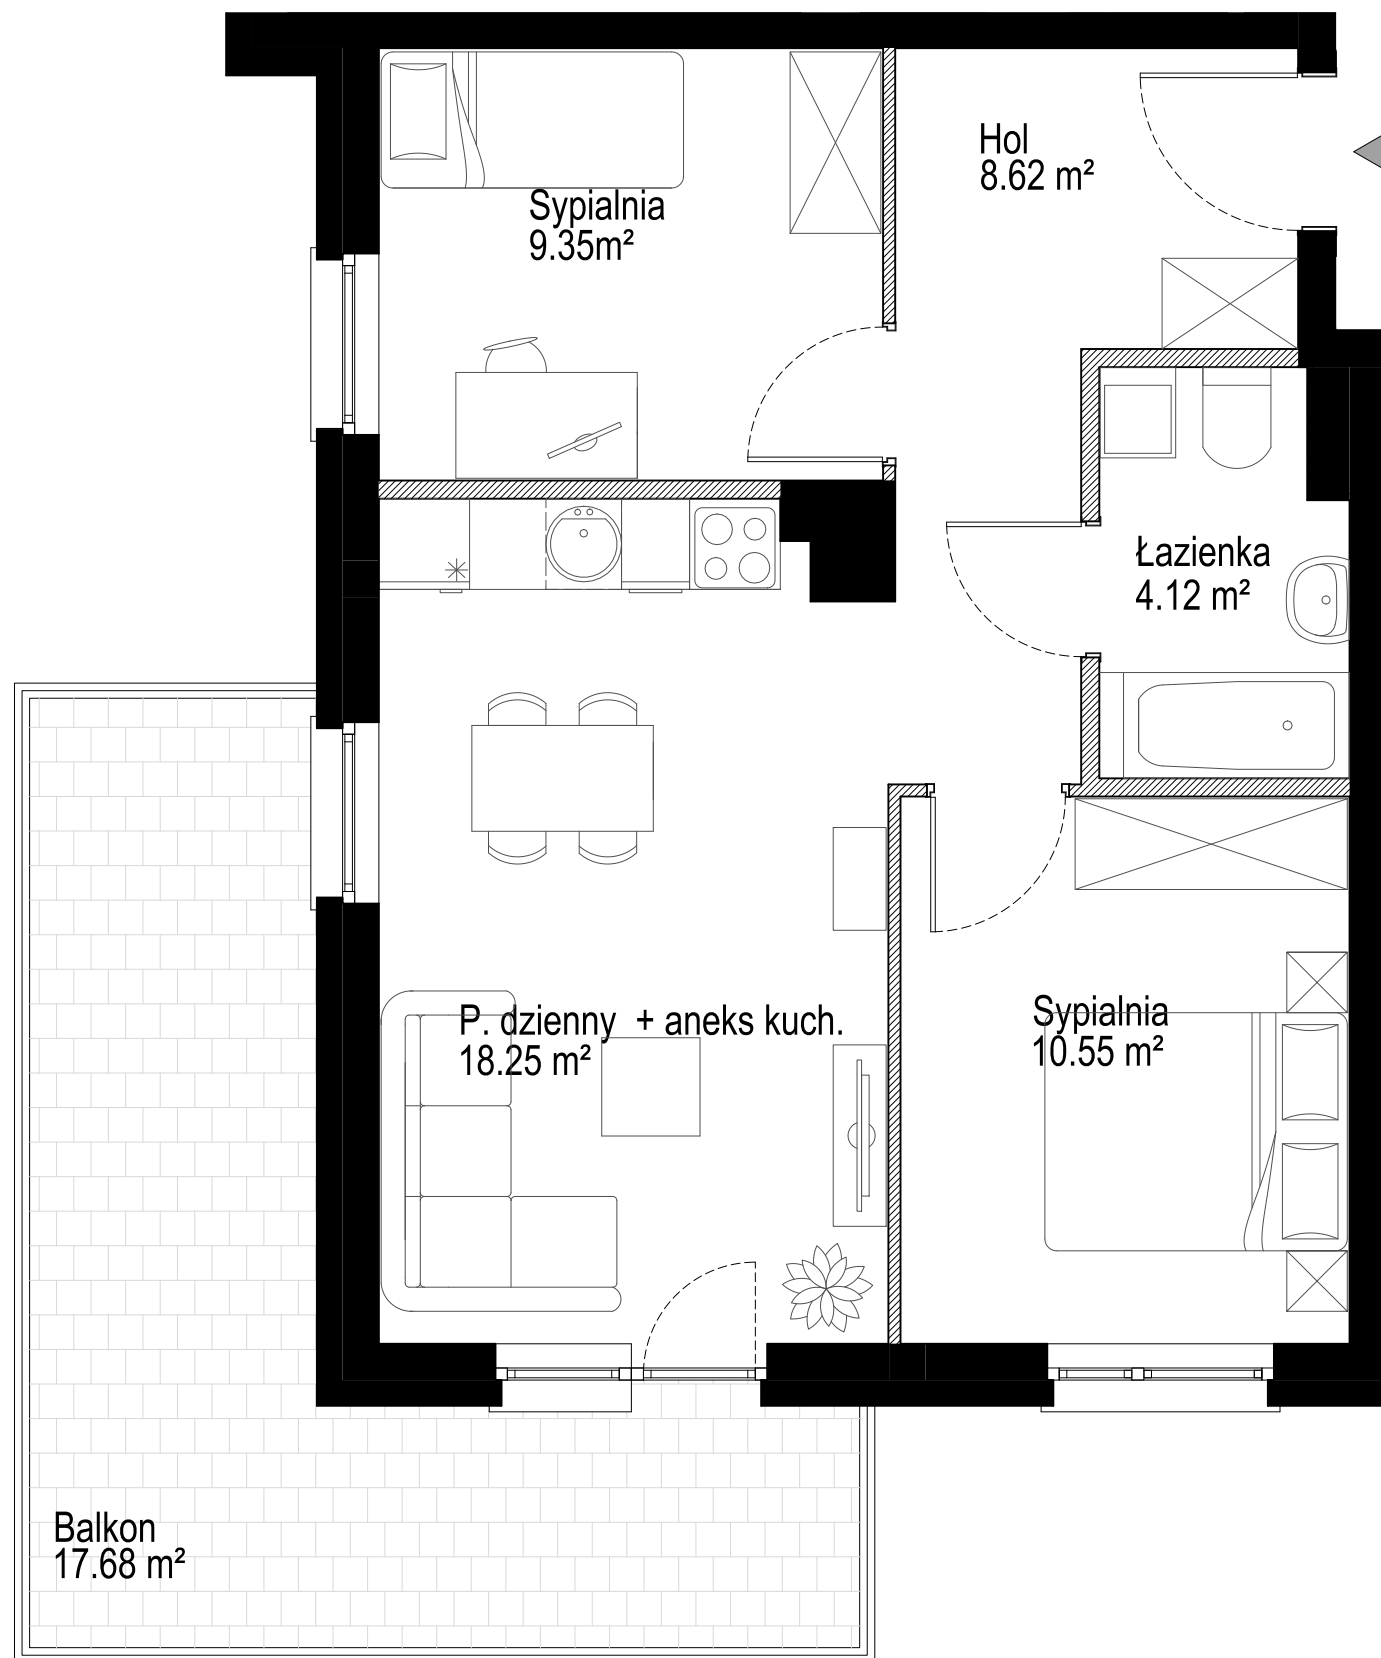 Hol
8.62 m²
Sypialnia
9.35m²
Łazienka
4.12 m²
P. dzienny + aneks kuch.
18.25 m²
Sypialnia
10.55 m²
Balkon
17.68 m²